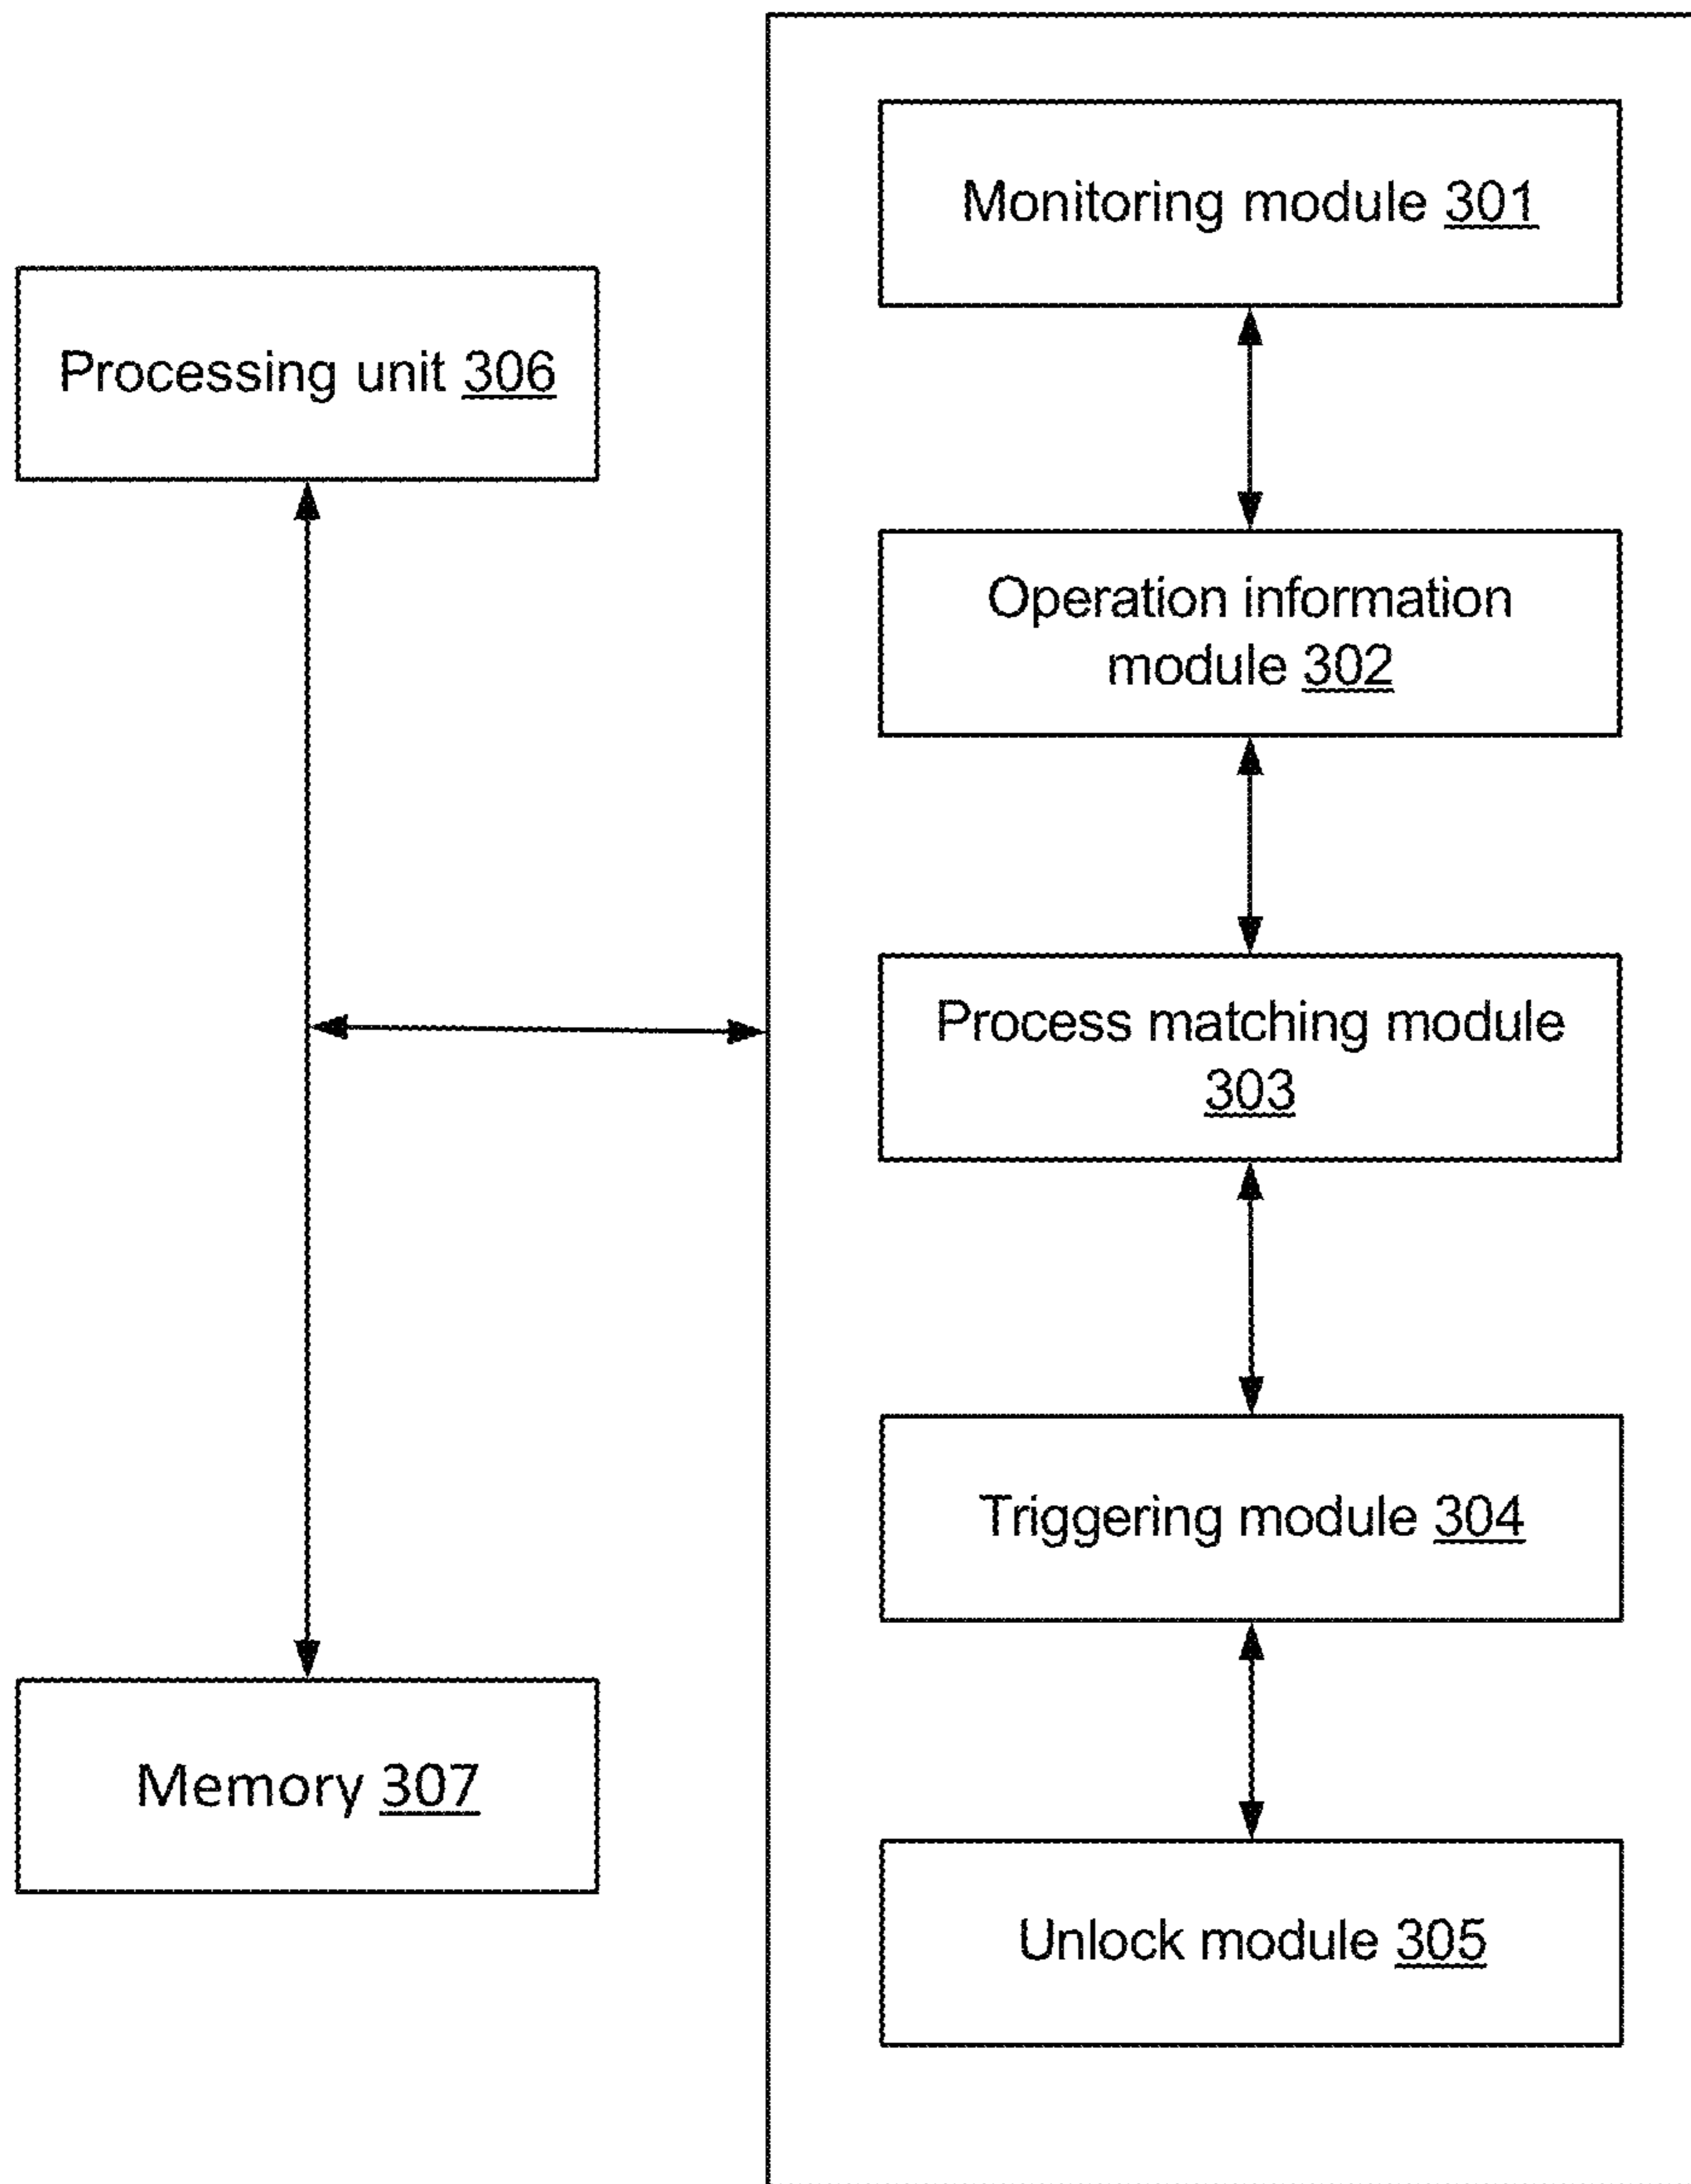 Processing unit 306
Memory 307
Monitoring module 301
Operation information
module 302
Process matching module
303
Triggering module 304
Unlock module 305